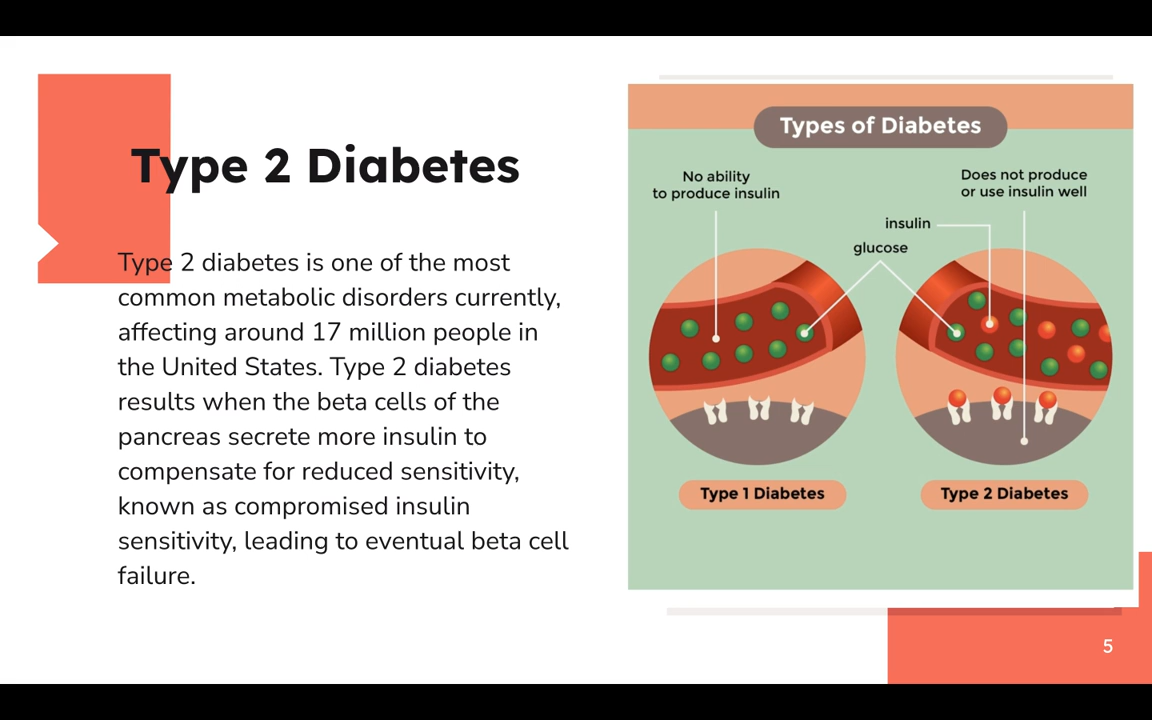 Type 2 Diabetes
Type 2 diabetes is one of the most
common metabolic disorders currently,
affecting around 17 million people in
the United States. Type 2 diabetes
results when the beta cells of the
pancreas secrete more insulin to
compensate for reduced sensitivity,
known as compromised insulin
sensitivity, leading to eventual beta cell
failure.
Types of Diabetes
No ability
to produce insulin
Does not produce
or use insulin well
insulin
glucose
Type 1 Diabetes
Type 2 Diabetes
5